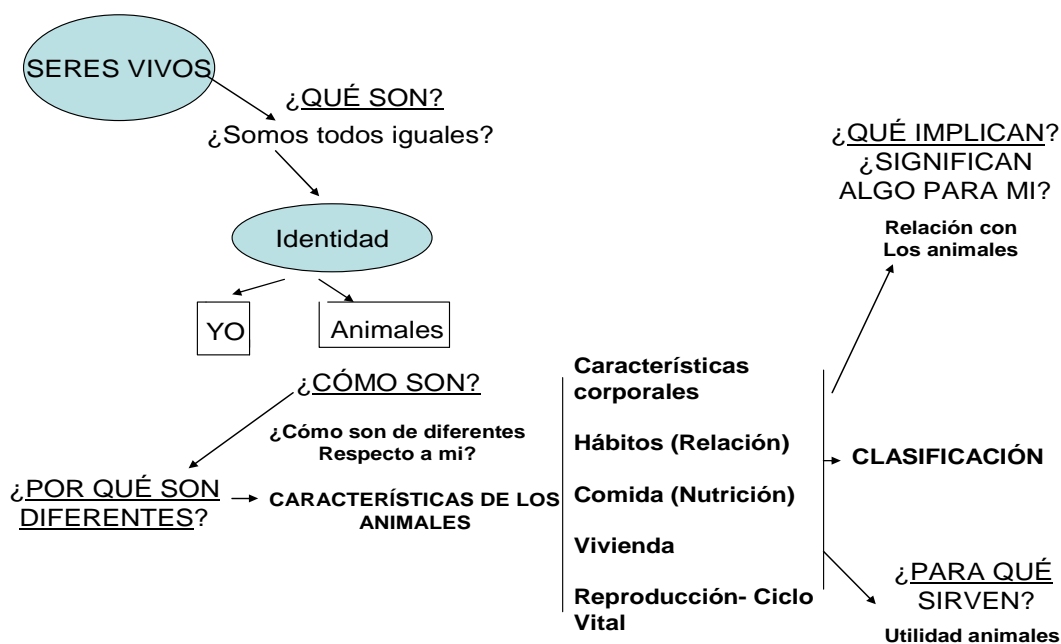 SERES VIVOS
¿QUÉ SON?
¿Somos todos iguales?
Identidad
YO
Animales
¿CÓMO SON?
¿Cómo son de diferentes
Respecto a mi?
¿POR QUÉ SON
DIFERENTES?
CARACTERÍSTICAS DE LOS
ANIMALES
Características
corporales
Hábitos (Relación)
Comida (Nutrición)
Vivienda
Reproducción- Ciclo
Vital
¿QUÉ IMPLICAN?
¿SIGNIFICAN
ALGO PARA MI?
Relación con
Los animales
CLASIFICACIÓN
¿PARA QUÉ
SIRVEN?
Utilidad animales